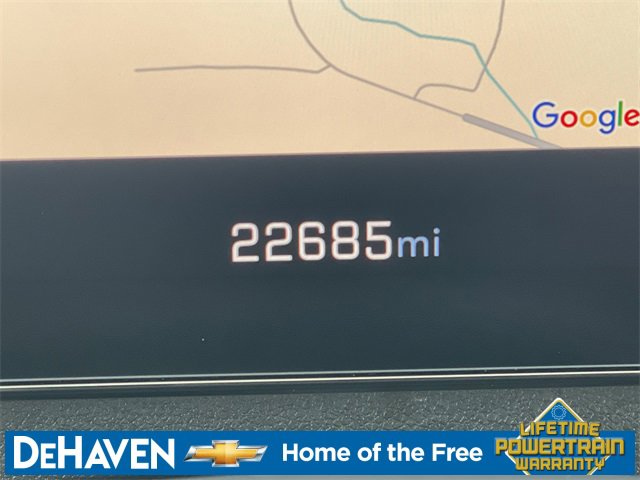 Google
22685mi
DEHAVEN
Home of the Free
LIFETIME
POWERTRAIN
WARRANTY